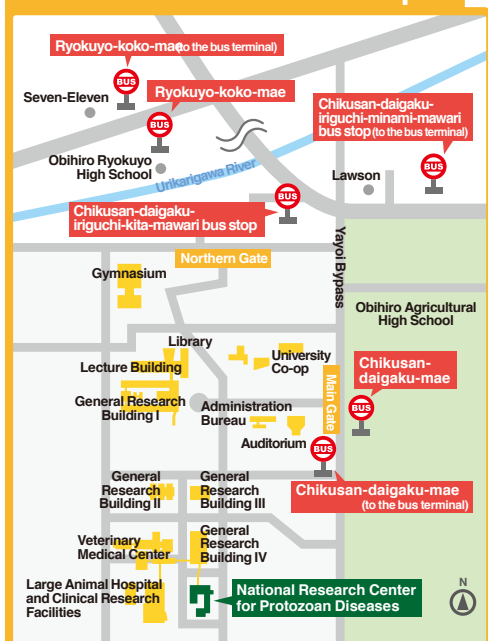 Ryokuyo-koko-mae(to the bus terminal)
BUS
Ryokuyo-koko-mae
Seven-Eleven
BUS
Chikusan-daigaku-
iriguchi-minami-mawari
bus stop(to the bus terminal)
Obihiro Ryokuyo
High School
Urikarigawa River
Lawson
BUS
BUS
Chikusan-daigaku-
iriguchi-kita-mawari bus stop
Yayoi Bypass
Northern Gate
Gymnasium
Obihiro Agricultural
High School
Library
Lecture Building
University
Co-op
Chikusan-
daigaku-mae
Main Gate
General Research
Building I
Administration
Bureau
BUS
Auditorium
BUS
General
Research
Building II
General
Research
Building III
Chikusan-daigaku-mae
(to the bus terminal)
Veterinary
Medical Center
General
Research
Building IV
Large Animal Hospital
and Clinical Research
Facilities
National Research Center
for Protozoan Diseases
N